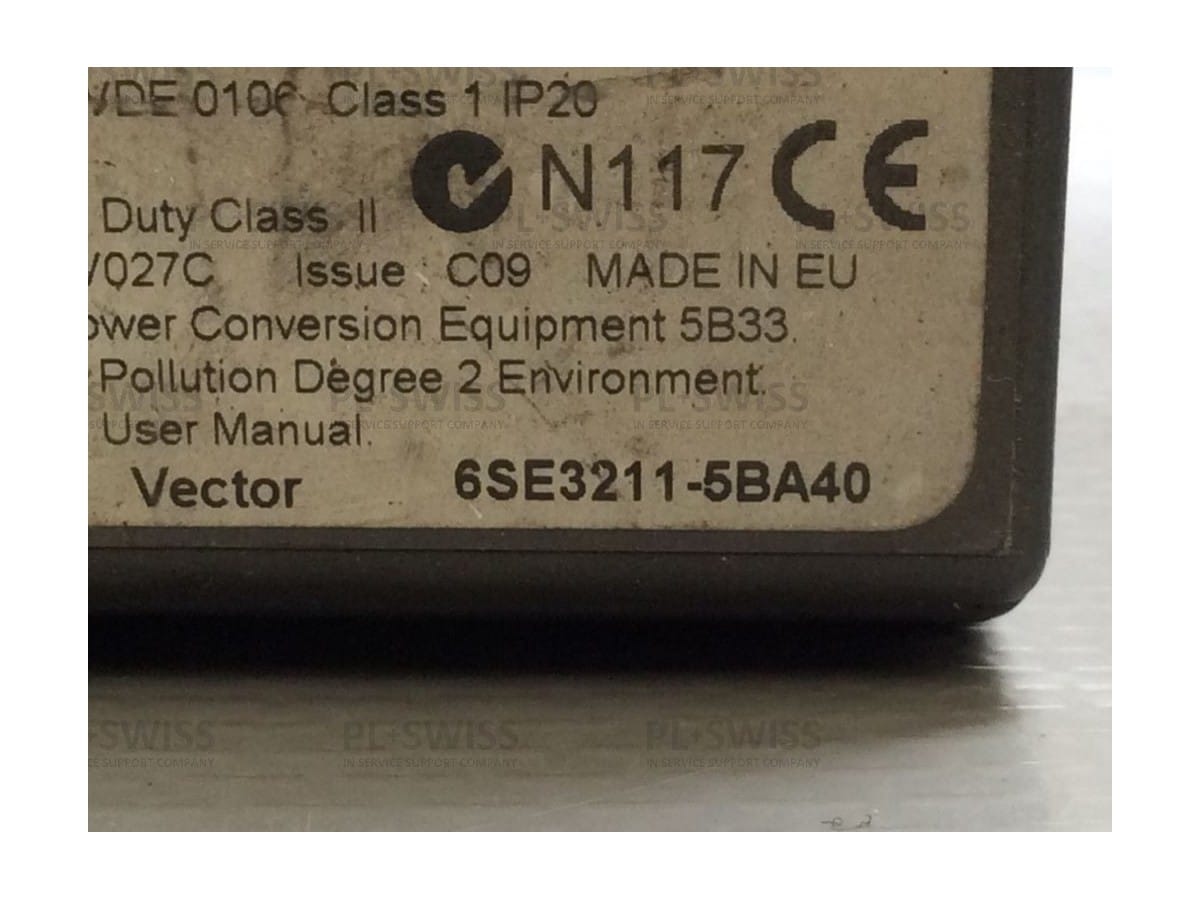 VDE 0106 Class 1 IP20
N117 CE
Duty Class II
/027C Issue C09 MADE IN EU
ower Conversion Equipment 5B33.
Pollution Degree 2 Environment.
User Manual.
Vector 6SE3211-5BA40
PL+SWISS
IN SERVICE SUPPORT COMPANY